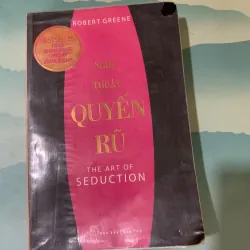 ROBERT GREENE
NGHỆ
THUẬT
QUYẾN
RŨ
THE ART OF
SEDUCTION